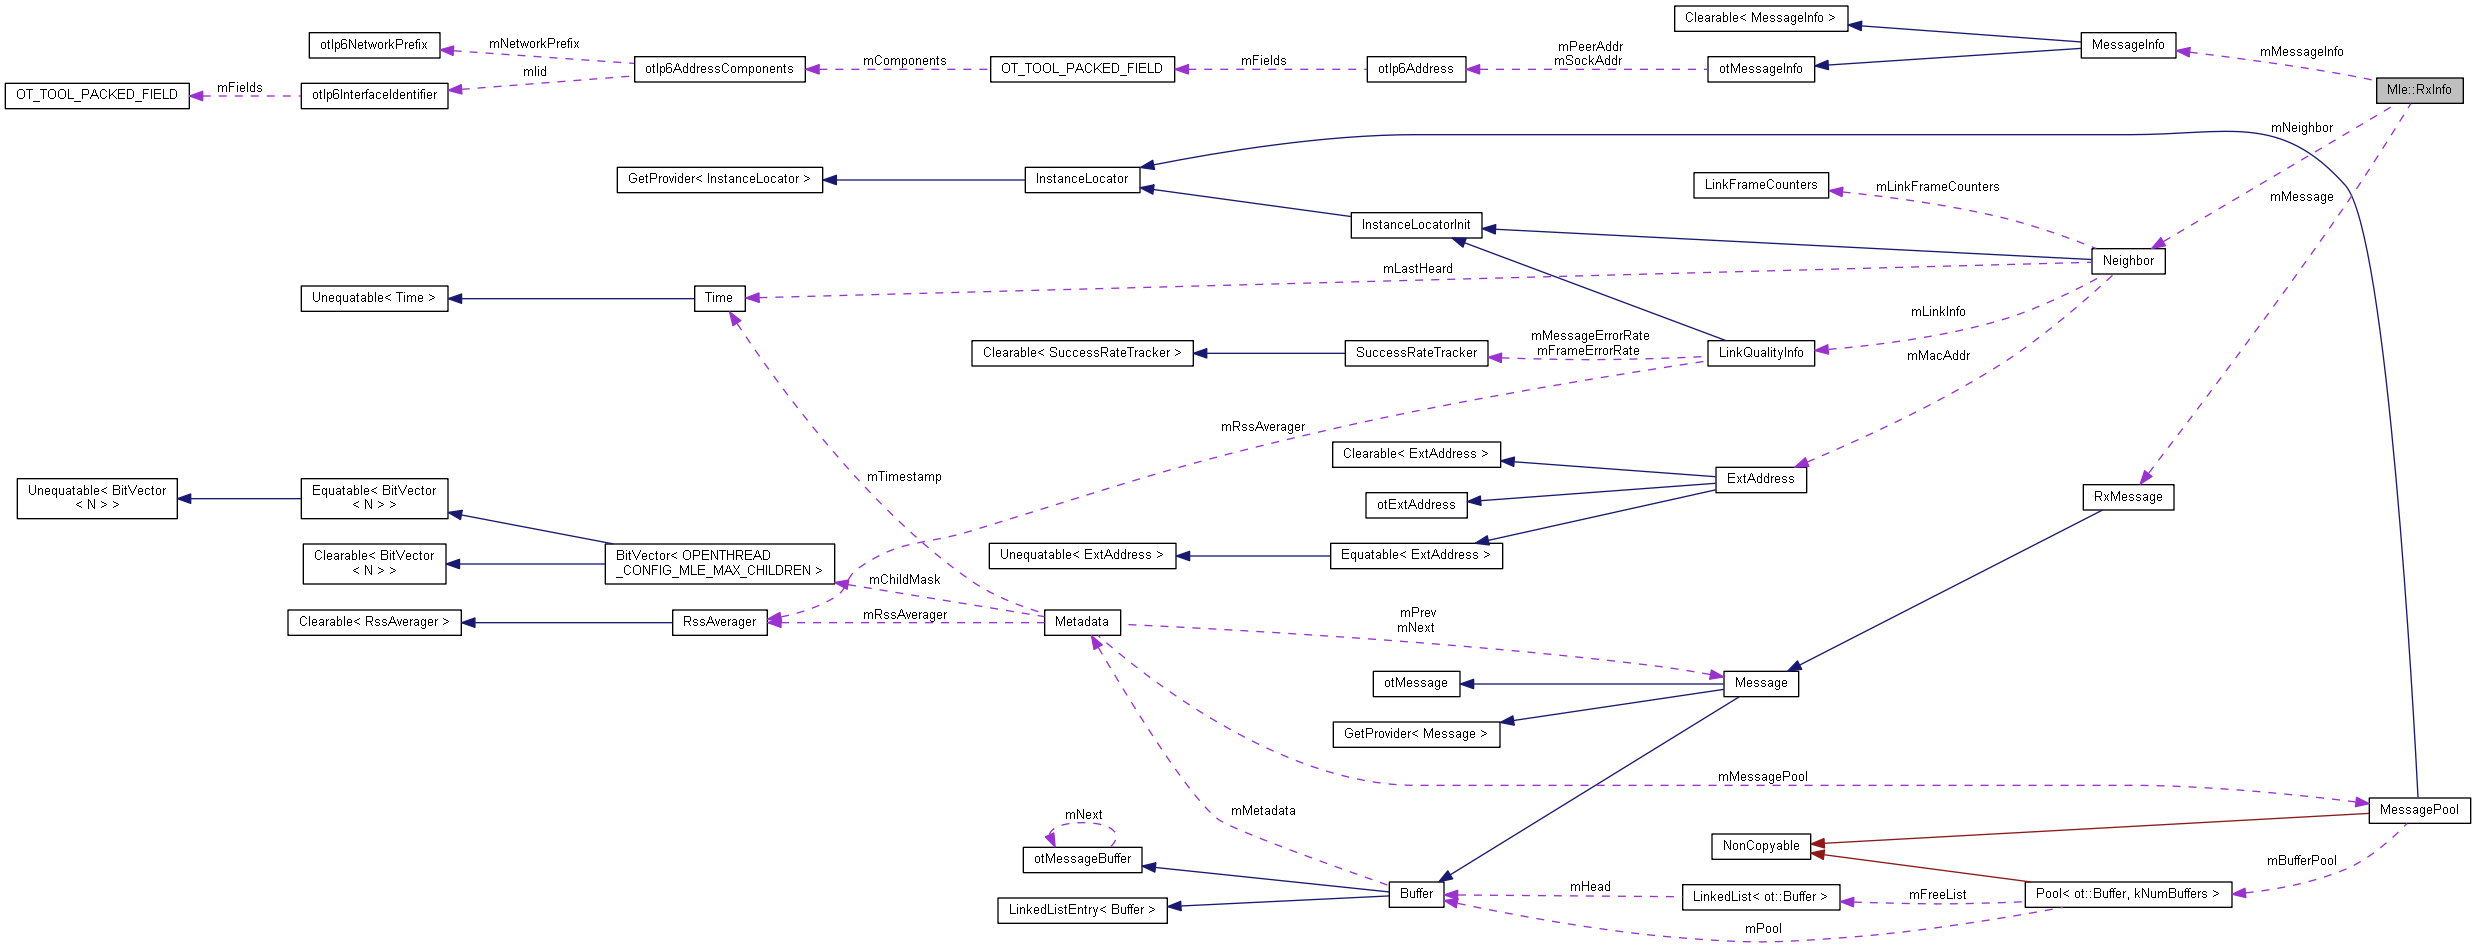 Clearable< MessageInfo >
otIp6NetworkPrefix
mNetworkPrefix
mPeerAddr
mSockAddr
MessageInfo
mMessageInfo
mIid
otIp6AddressComponents
mComponents
OT_TOOL_PACKED_FIELD
mFields
otIp6Address
otMessageInfo
OT_TOOL_PACKED_FIELD
mFields
otIp6InterfaceIdentifier
Mle::RxInfo
mNeighbor
GetProvider< InstanceLocator >
InstanceLocator
LinkFrameCounters
mLinkFrameCounters
mMessage
InstanceLocatorInit
mLastHeard
Neighbor
Unequatable< Time >
Time
mLinkInfo
mMessageErrorRate
mFrameErrorRate
Clearable< SuccessRateTracker >
SuccessRateTracker
LinkQualityInfo
mMacAddr
mRssAverager
Clearable< ExtAddress >
mTimestamp
ExtAddress
Unequatable< BitVector
< N > >
Equatable< BitVector
< N > >
otExtAddress
RxMessage
Clearable< BitVector
< N > >
BitVector< OPENTHREAD
_CONFIG_MLE_MAX_CHILDREN >
Unequatable< ExtAddress >
Equatable< ExtAddress >
mChildMask
Clearable< RssAverager >
RssAverager
mRssAverager
Metadata
mPrev
mNext
otMessage
Message
GetProvider< Message >
mMessagePool
mMetadata
MessagePool
mNext
otMessageBuffer
NonCopyable
mBufferPool
Buffer
mHead
LinkedList< ot::Buffer >
mFreeList
Pool< ot::Buffer, kNumBuffers >
LinkedListEntry< Buffer >
mPool